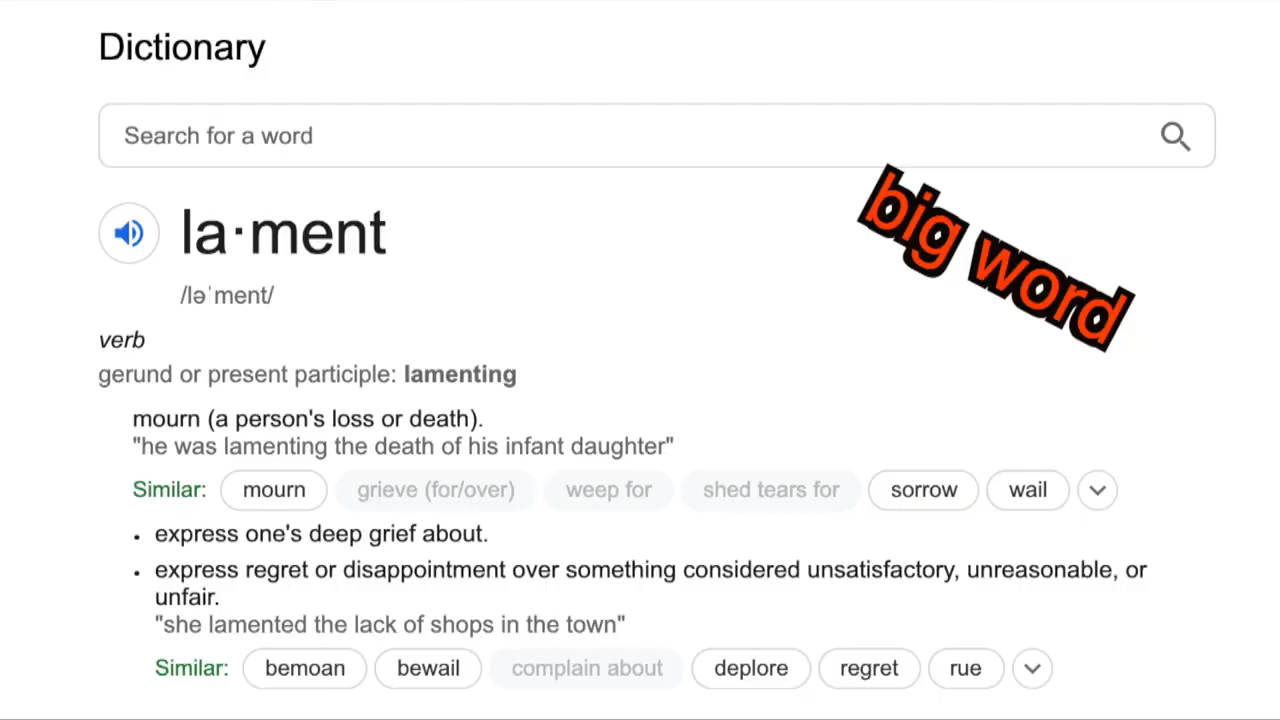 Dictionary
Search for a word
big word
la·ment
/ləˈment/
verb
gerund or present participle: lamenting
mourn (a person's loss or death).
"he was lamenting the death of his infant daughter"
Similar: mourn grieve (for/over) weep for shed tears for sorrow wail
• express one's deep grief about.
• express regret or disappointment over something considered unsatisfactory, unreasonable, or
unfair.
"she lamented the lack of shops in the town"
Similar: bemoan bewail complain about deplore regret rue